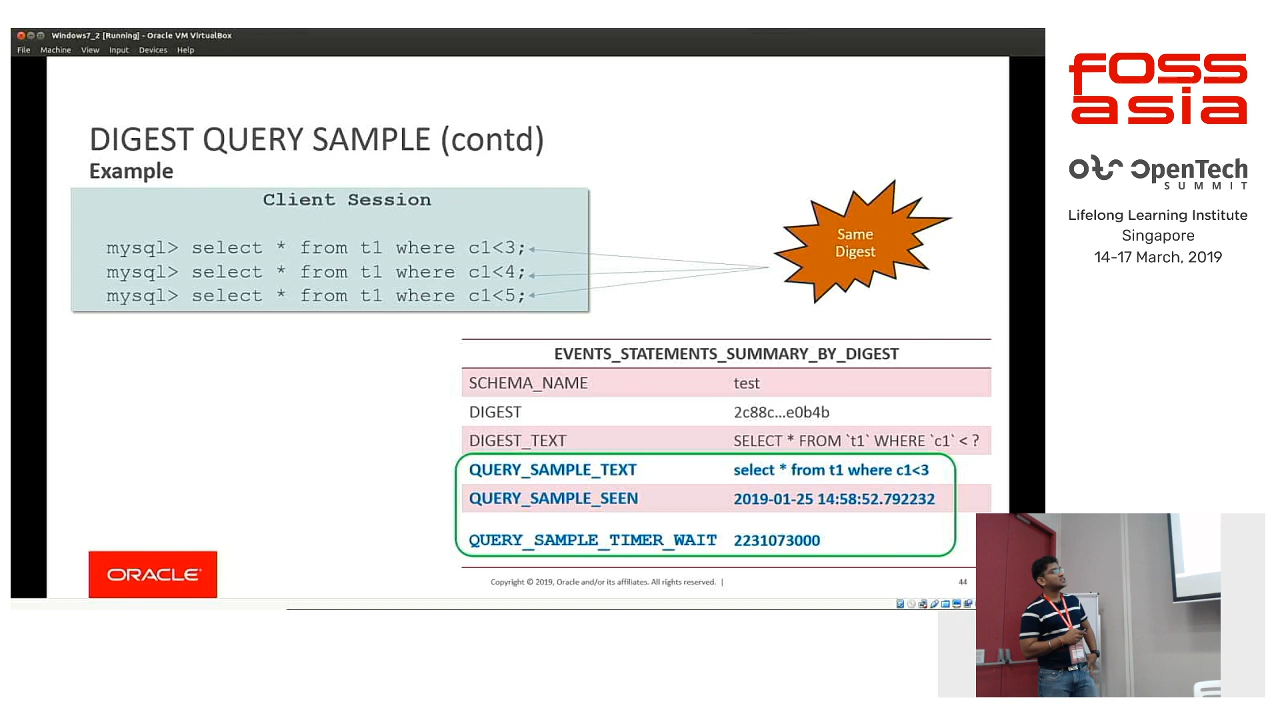 Windows7_2 [Running] - Oracle VM VirtualBox
File Machine View Input Devices Help
DIGEST QUERY SAMPLE (contd)
Example
Client Session
mysql> select * from t1 where c1<3;
mysql> select * from t1 where c1<4;
mysql> select * from t1 where c1<5;
Same
Digest
EVENTS_STATEMENTS_SUMMARY_BY_DIGEST
SCHEMA_NAME test
DIGEST 2c88c...e0b4b
DIGEST_TEXT SELECT * FROM `t1` WHERE `c1` < ?
QUERY_SAMPLE_TEXT select * from t1 where c1<3
QUERY_SAMPLE_SEEN 2019-01-25 14:58:52.792232
QUERY_SAMPLE_TIMER_WAIT 2231073000
ORACLE
Copyright © 2019, Oracle and/or its affiliates. All rights reserved. |
44
FOSS
asia
OpenTech
SUMMIT
Lifelong Learning Institute
Singapore
14-17 March, 2019